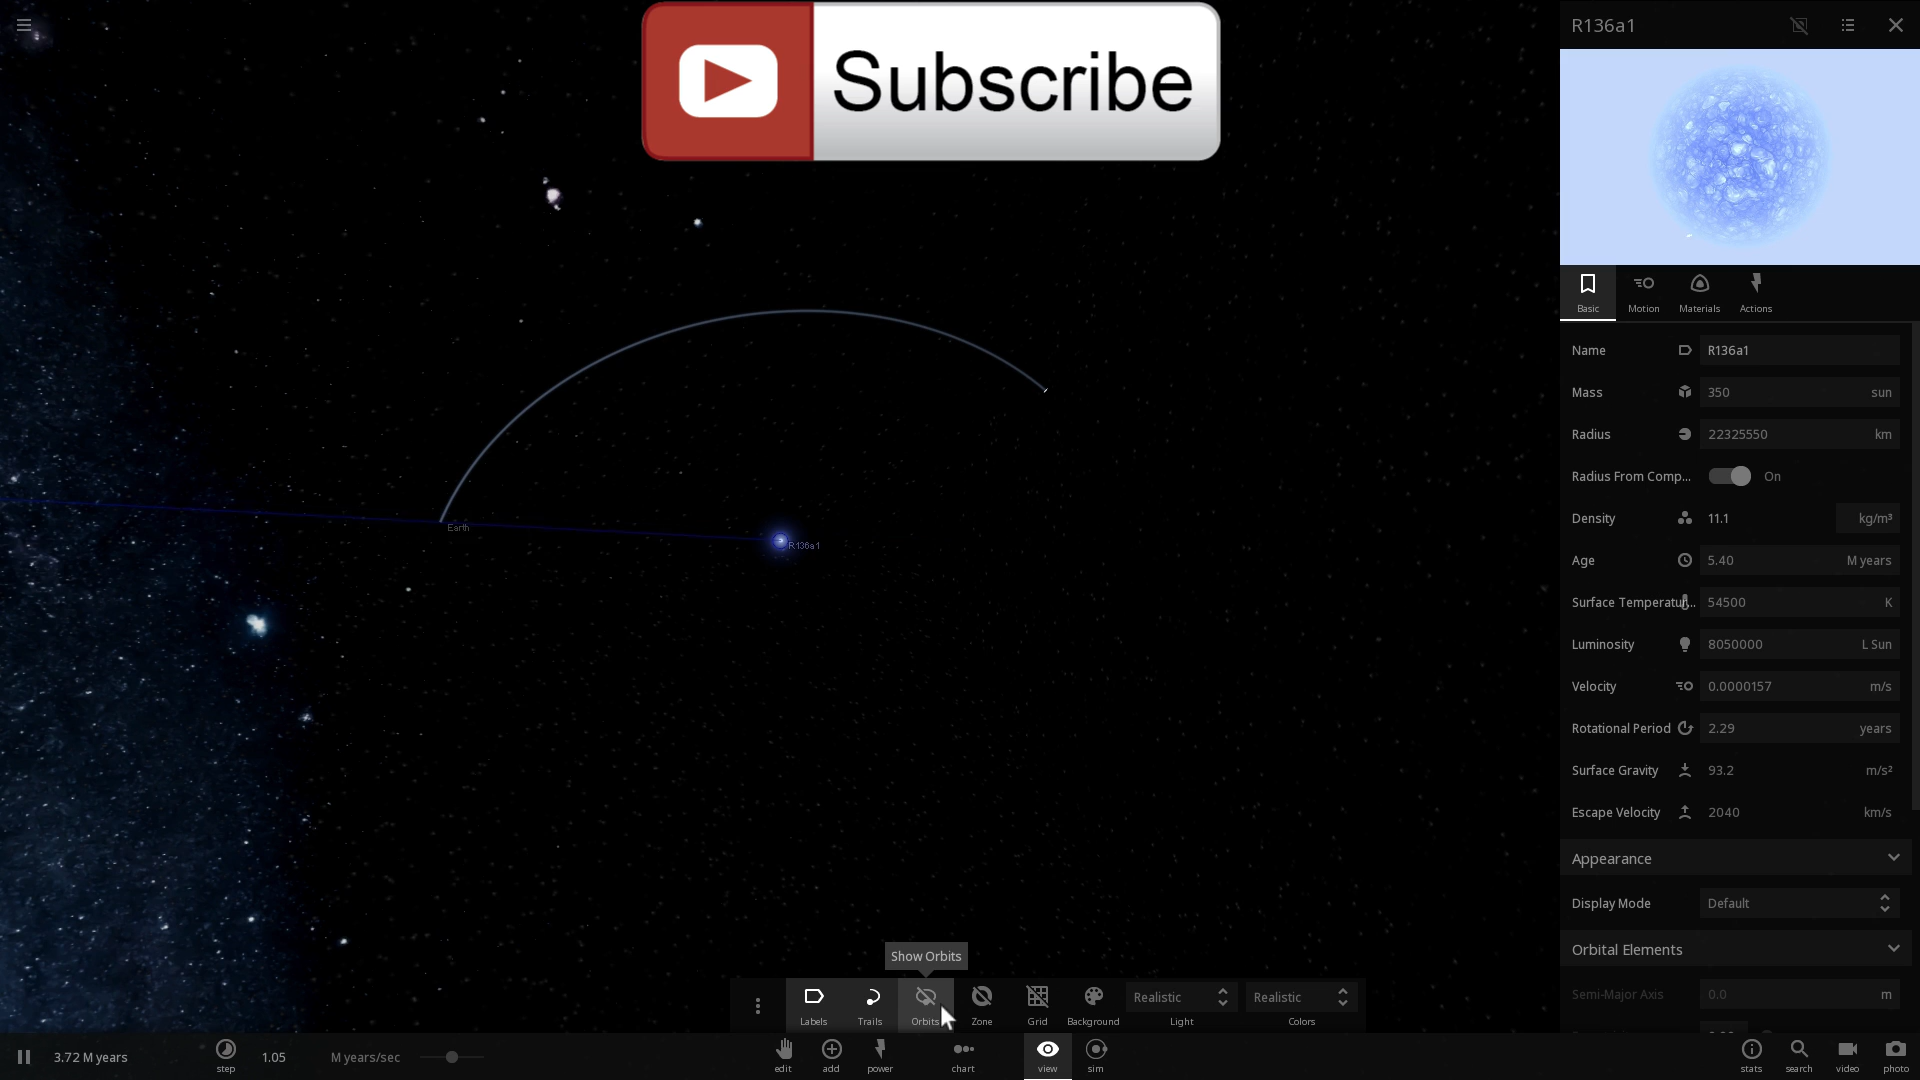 Subscribe
R136a1
Basic
Motion
Materials
Actions
Name
R136a1
Mass
350
sun
Radius
22325550
km
Radius From Comp...
On
Density
11.1
kg/m³
Age
5.40
M years
Surface Temperatur...
54500
K
Luminosity
8050000
L Sun
Velocity
0.0000157
m/s
Rotational Period
2.29
years
Surface Gravity
93.2
m/s²
Escape Velocity
2040
km/s
Appearance
Display Mode
Default
Orbital Elements
Semi-Major Axis
0.0
m
Earth
R136a1
Show Orbits
Labels
Trails
Orbits
Zone
Grid
Background
Realistic
Light
Realistic
Colors
3.72 M years
step
1.05
M years/sec
edit
add
power
chart
view
sim
stats
search
video
photo